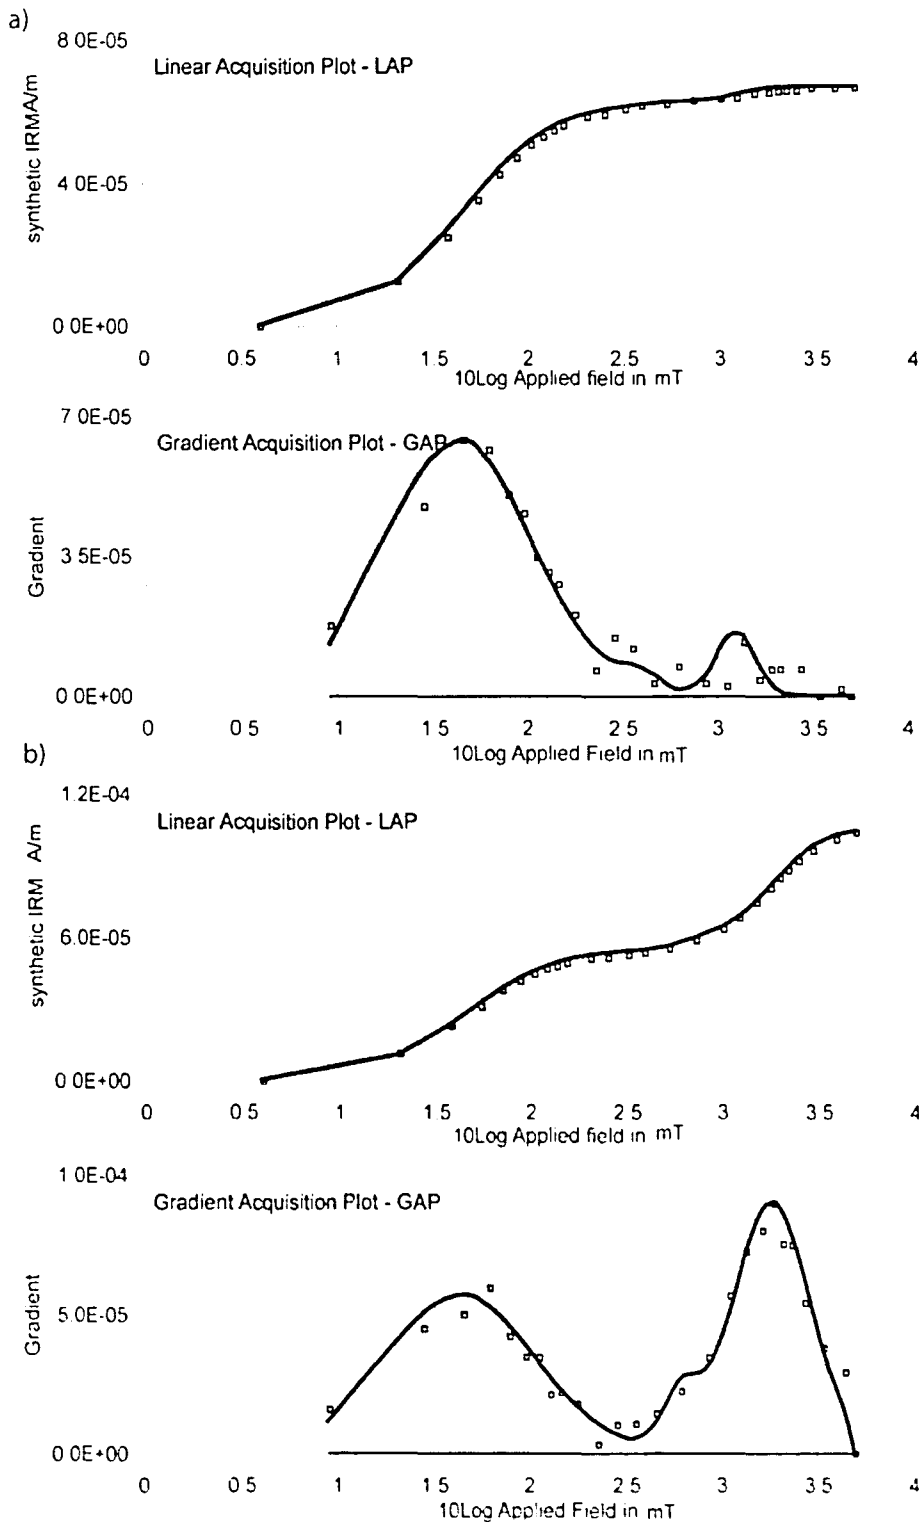 a)
8 0E-05
Linear Acquisition Plot - LAP
synthetic IRMA/m
4 0E-05
0 0E+00
0 0 5 1 1 5 2 2 5 3 3 5 4
10Log Applied field in mT
7 0E-05
Gradient Acquisition Plot - GAP
Gradient
3 5E-05
0 0E+00
0 0 5 1 1 5 2 2 5 3 3 5 4
10Log Applied Field in mT
b)
1.2E-04
Linear Acquisition Plot - LAP
synthetic IRM A/m
6.0E-05
0 0E+00
0 0 5 1 1 5 2 2 5 3 3 5 4
10Log Applied field in mT
1 0E-04
Gradient Acquisition Plot - GAP
Gradient
5.0E-05
0 0E+00
0 0 5 1 1 5 2 2 5 3 3 5 4
10Log Applied Field in mT